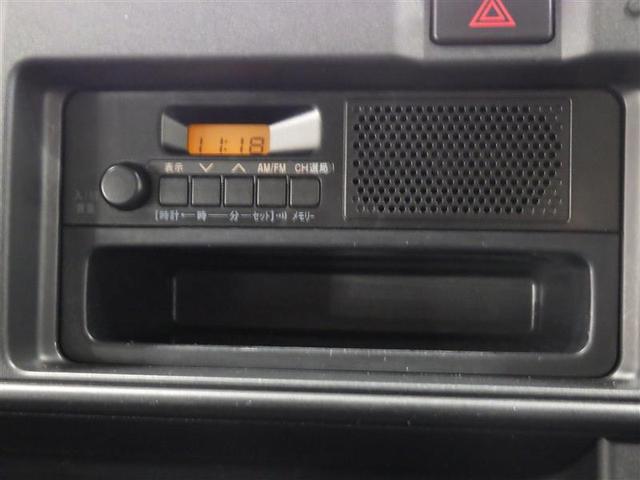 11:18
表示 AM/FM CH選局
入/切
音量
[時計 時 分 セット] メモリー